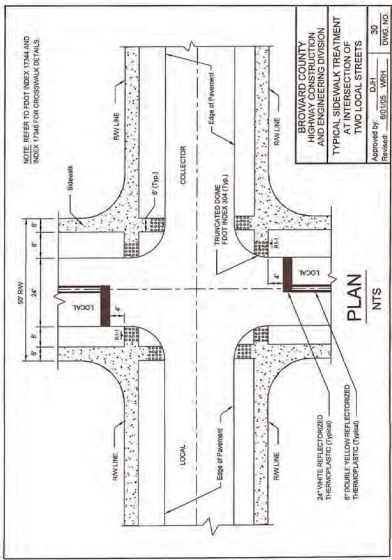 NOTE: REFER TO FDOT INDEX 17344 AND
INDEX 17346 FOR CROSSWALK DETAILS.
50' R/W
6'
8'
24'
8'
6'
Sidewalk
R/W LINE
R/W LINE
6' (Typ.)
LOCAL
R1-1
4'
COLLECTOR
Edge of Pavement
TRUNCATED DOME
FDOT INDEX 304 (Typ.)
LOCAL
Edge of Pavement
R1-1
4'
LOCAL
R/W LINE
R/W LINE
24" WHITE REFLECTORIZED
THERMOPLASTIC (Typical)
6" DOUBLE YELLOW REFLECTORIZED
THERMOPLASTIC (Typical)
PLAN
NTS
BROWARD COUNTY
HIGHWAY CONSTRUCTION
AND ENGINEERING DIVISION
TYPICAL SIDEWALK TREATMENT
AT INTERSECTION OF
TWO LOCAL STREETS
Approved by: DJH
Revised: 6/01/05 WRH
30
DWG. NO.